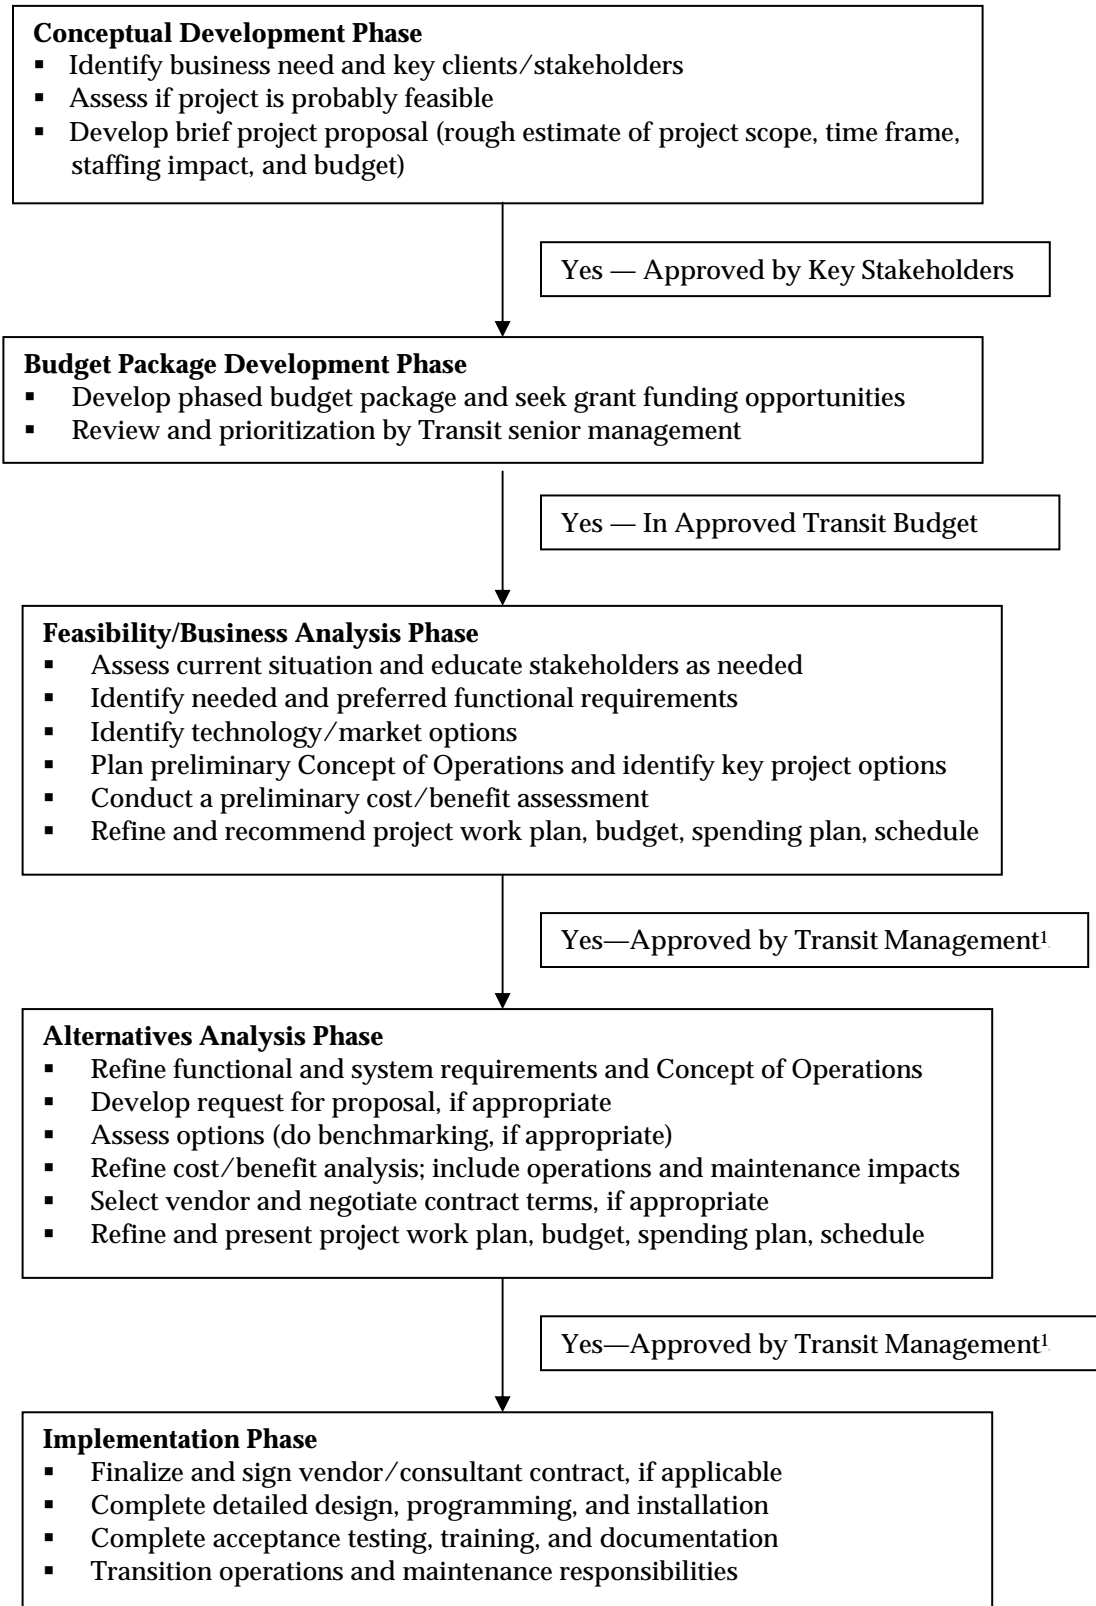 Conceptual Development Phase
▪ Identify business need and key clients/stakeholders
▪ Assess if project is probably feasible
▪ Develop brief project proposal (rough estimate of project scope, time frame,
staffing impact, and budget)
Yes — Approved by Key Stakeholders
Budget Package Development Phase
▪ Develop phased budget package and seek grant funding opportunities
▪ Review and prioritization by Transit senior management
Yes — In Approved Transit Budget
Feasibility/Business Analysis Phase
▪ Assess current situation and educate stakeholders as needed
▪ Identify needed and preferred functional requirements
▪ Identify technology/market options
▪ Plan preliminary Concept of Operations and identify key project options
▪ Conduct a preliminary cost/benefit assessment
▪ Refine and recommend project work plan, budget, spending plan, schedule
Yes—Approved by Transit Management¹
Alternatives Analysis Phase
▪ Refine functional and system requirements and Concept of Operations
▪ Develop request for proposal, if appropriate
▪ Assess options (do benchmarking, if appropriate)
▪ Refine cost/benefit analysis; include operations and maintenance impacts
▪ Select vendor and negotiate contract terms, if appropriate
▪ Refine and present project work plan, budget, spending plan, schedule
Yes—Approved by Transit Management¹
Implementation Phase
▪ Finalize and sign vendor/consultant contract, if applicable
▪ Complete detailed design, programming, and installation
▪ Complete acceptance testing, training, and documentation
▪ Transition operations and maintenance responsibilities